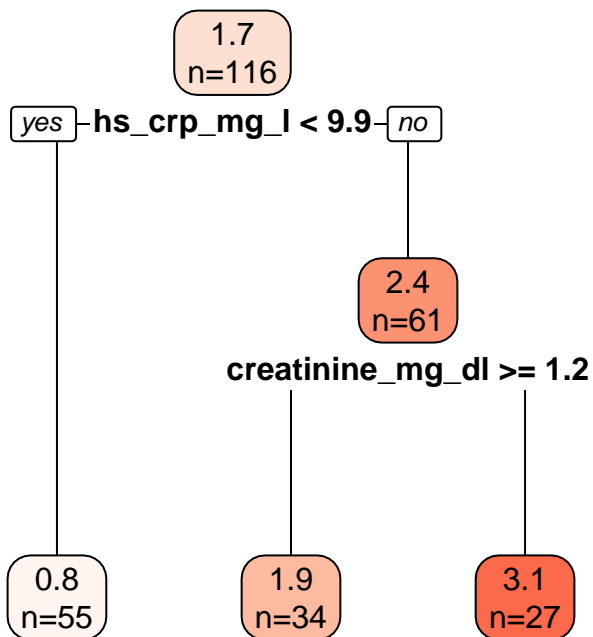 1.7
n=116
yes hs_crp_mg_l < 9.9 no
2.4
n=61
creatinine_mg_dl >= 1.2
0.8 1.9 3.1
n=55 n=34 n=27